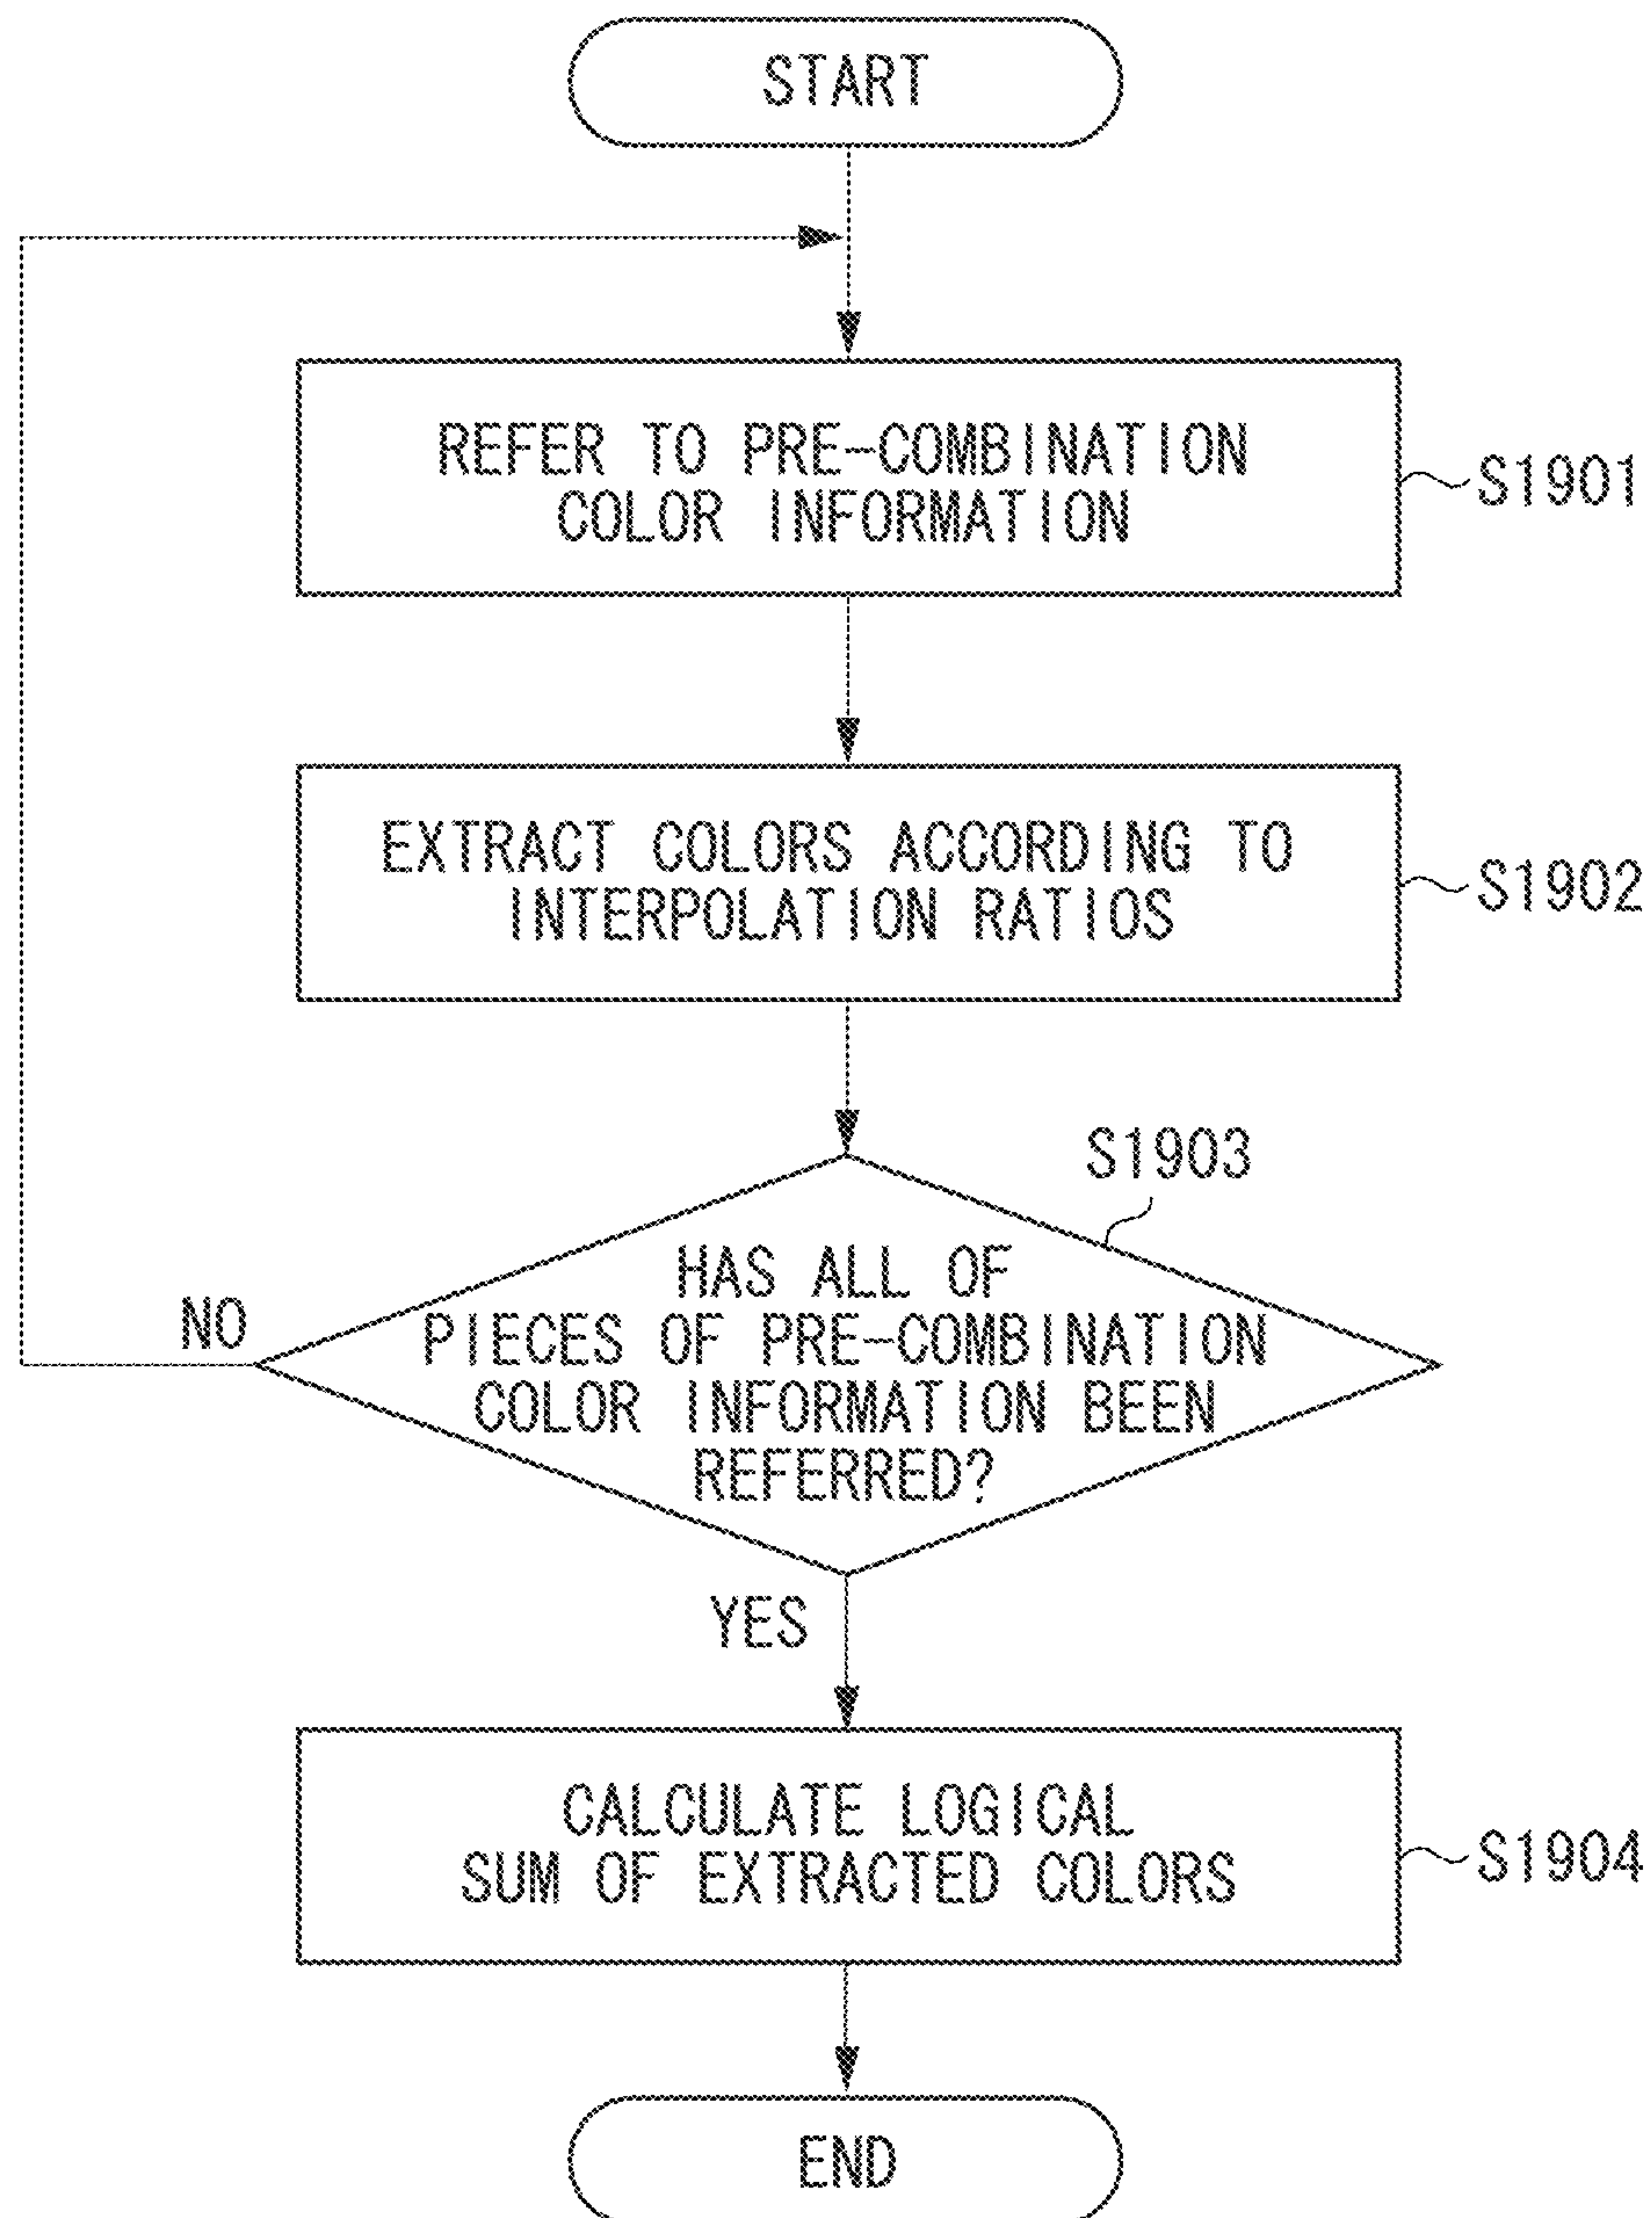 START
REFER TO PRE-COMBINATION
COLOR INFORMATION
S1901
EXTRACT COLORS ACCORDING TO
INTERPOLATION RATIOS
S1902
S1903
HAS ALL OF
PIECES OF PRE-COMBINATION
COLOR INFORMATION BEEN
REFERRED?
NO
YES
CALCULATE LOGICAL
SUM OF EXTRACTED COLORS
S1904
END